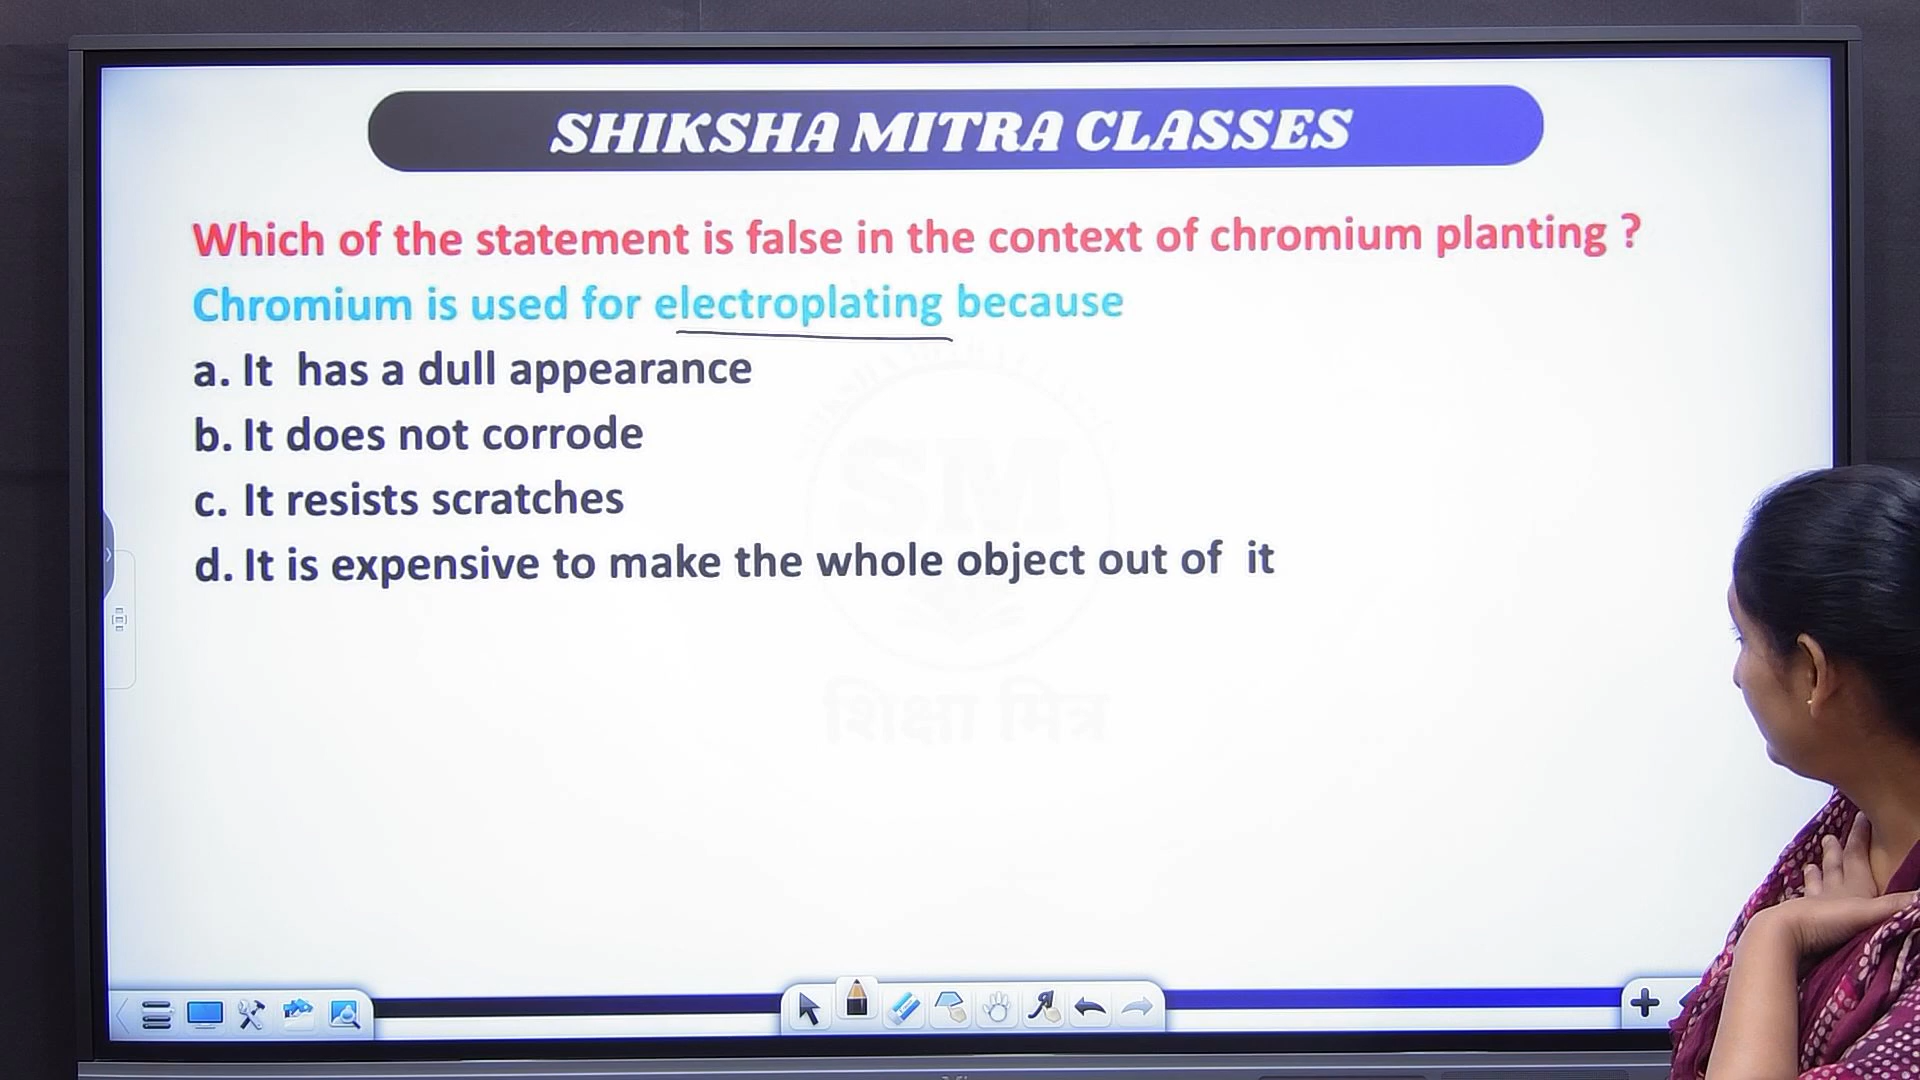 SHIKSHA MITRA CLASSES
Which of the statement is false in the context of chromium planting ?
Chromium is used for electroplating because
a. It has a dull appearance
b. It does not corrode
c. It resists scratches
d. It is expensive to make the whole object out of it
SM
शिक्षा मित्र